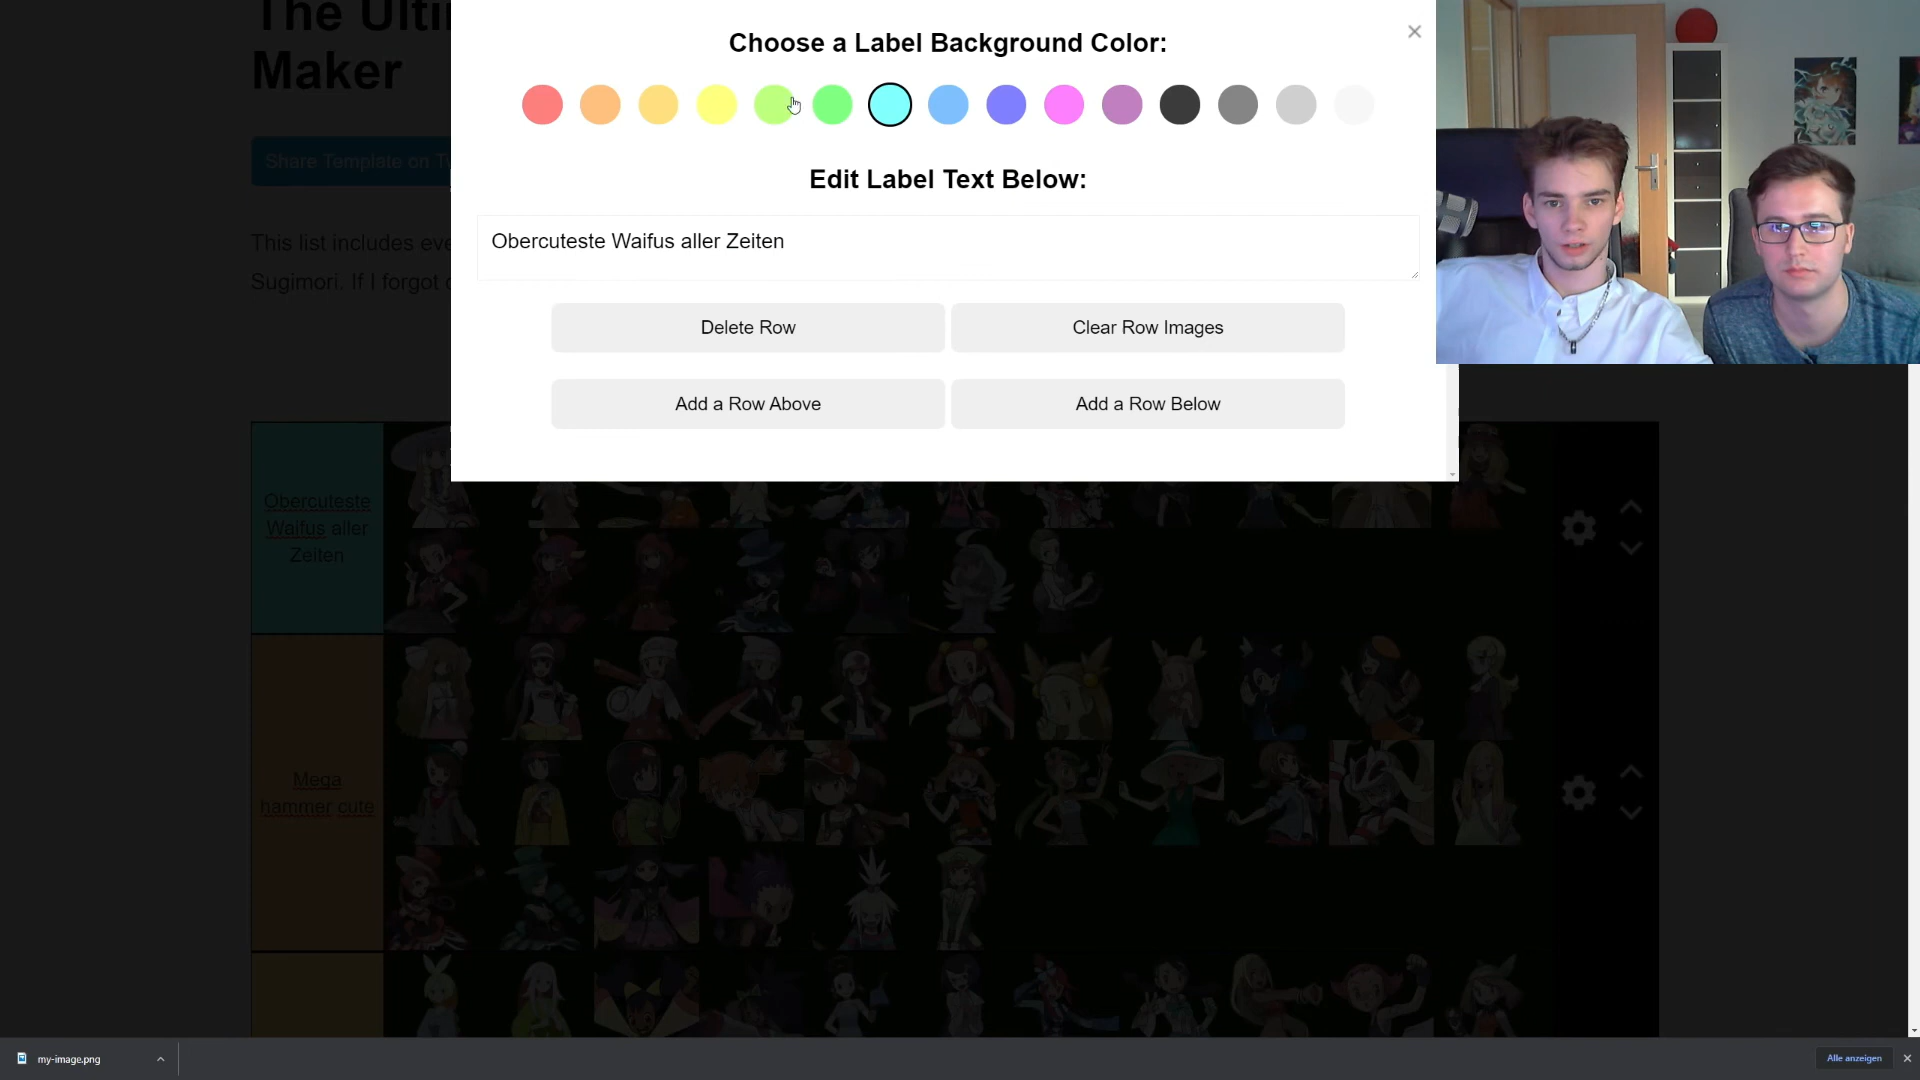 The Ulti
Maker
Share Template on Tw
This list includes eve
Sugimori. If I forgot
Choose a Label Background Color:
Edit Label Text Below:
Obercuteste Waifus aller Zeiten
Delete Row
Clear Row Images
Add a Row Above
Add a Row Below
Obercuteste
Waifus aller
Zeiten
Mega
hammer cute
my-image.png
Alle anzeigen